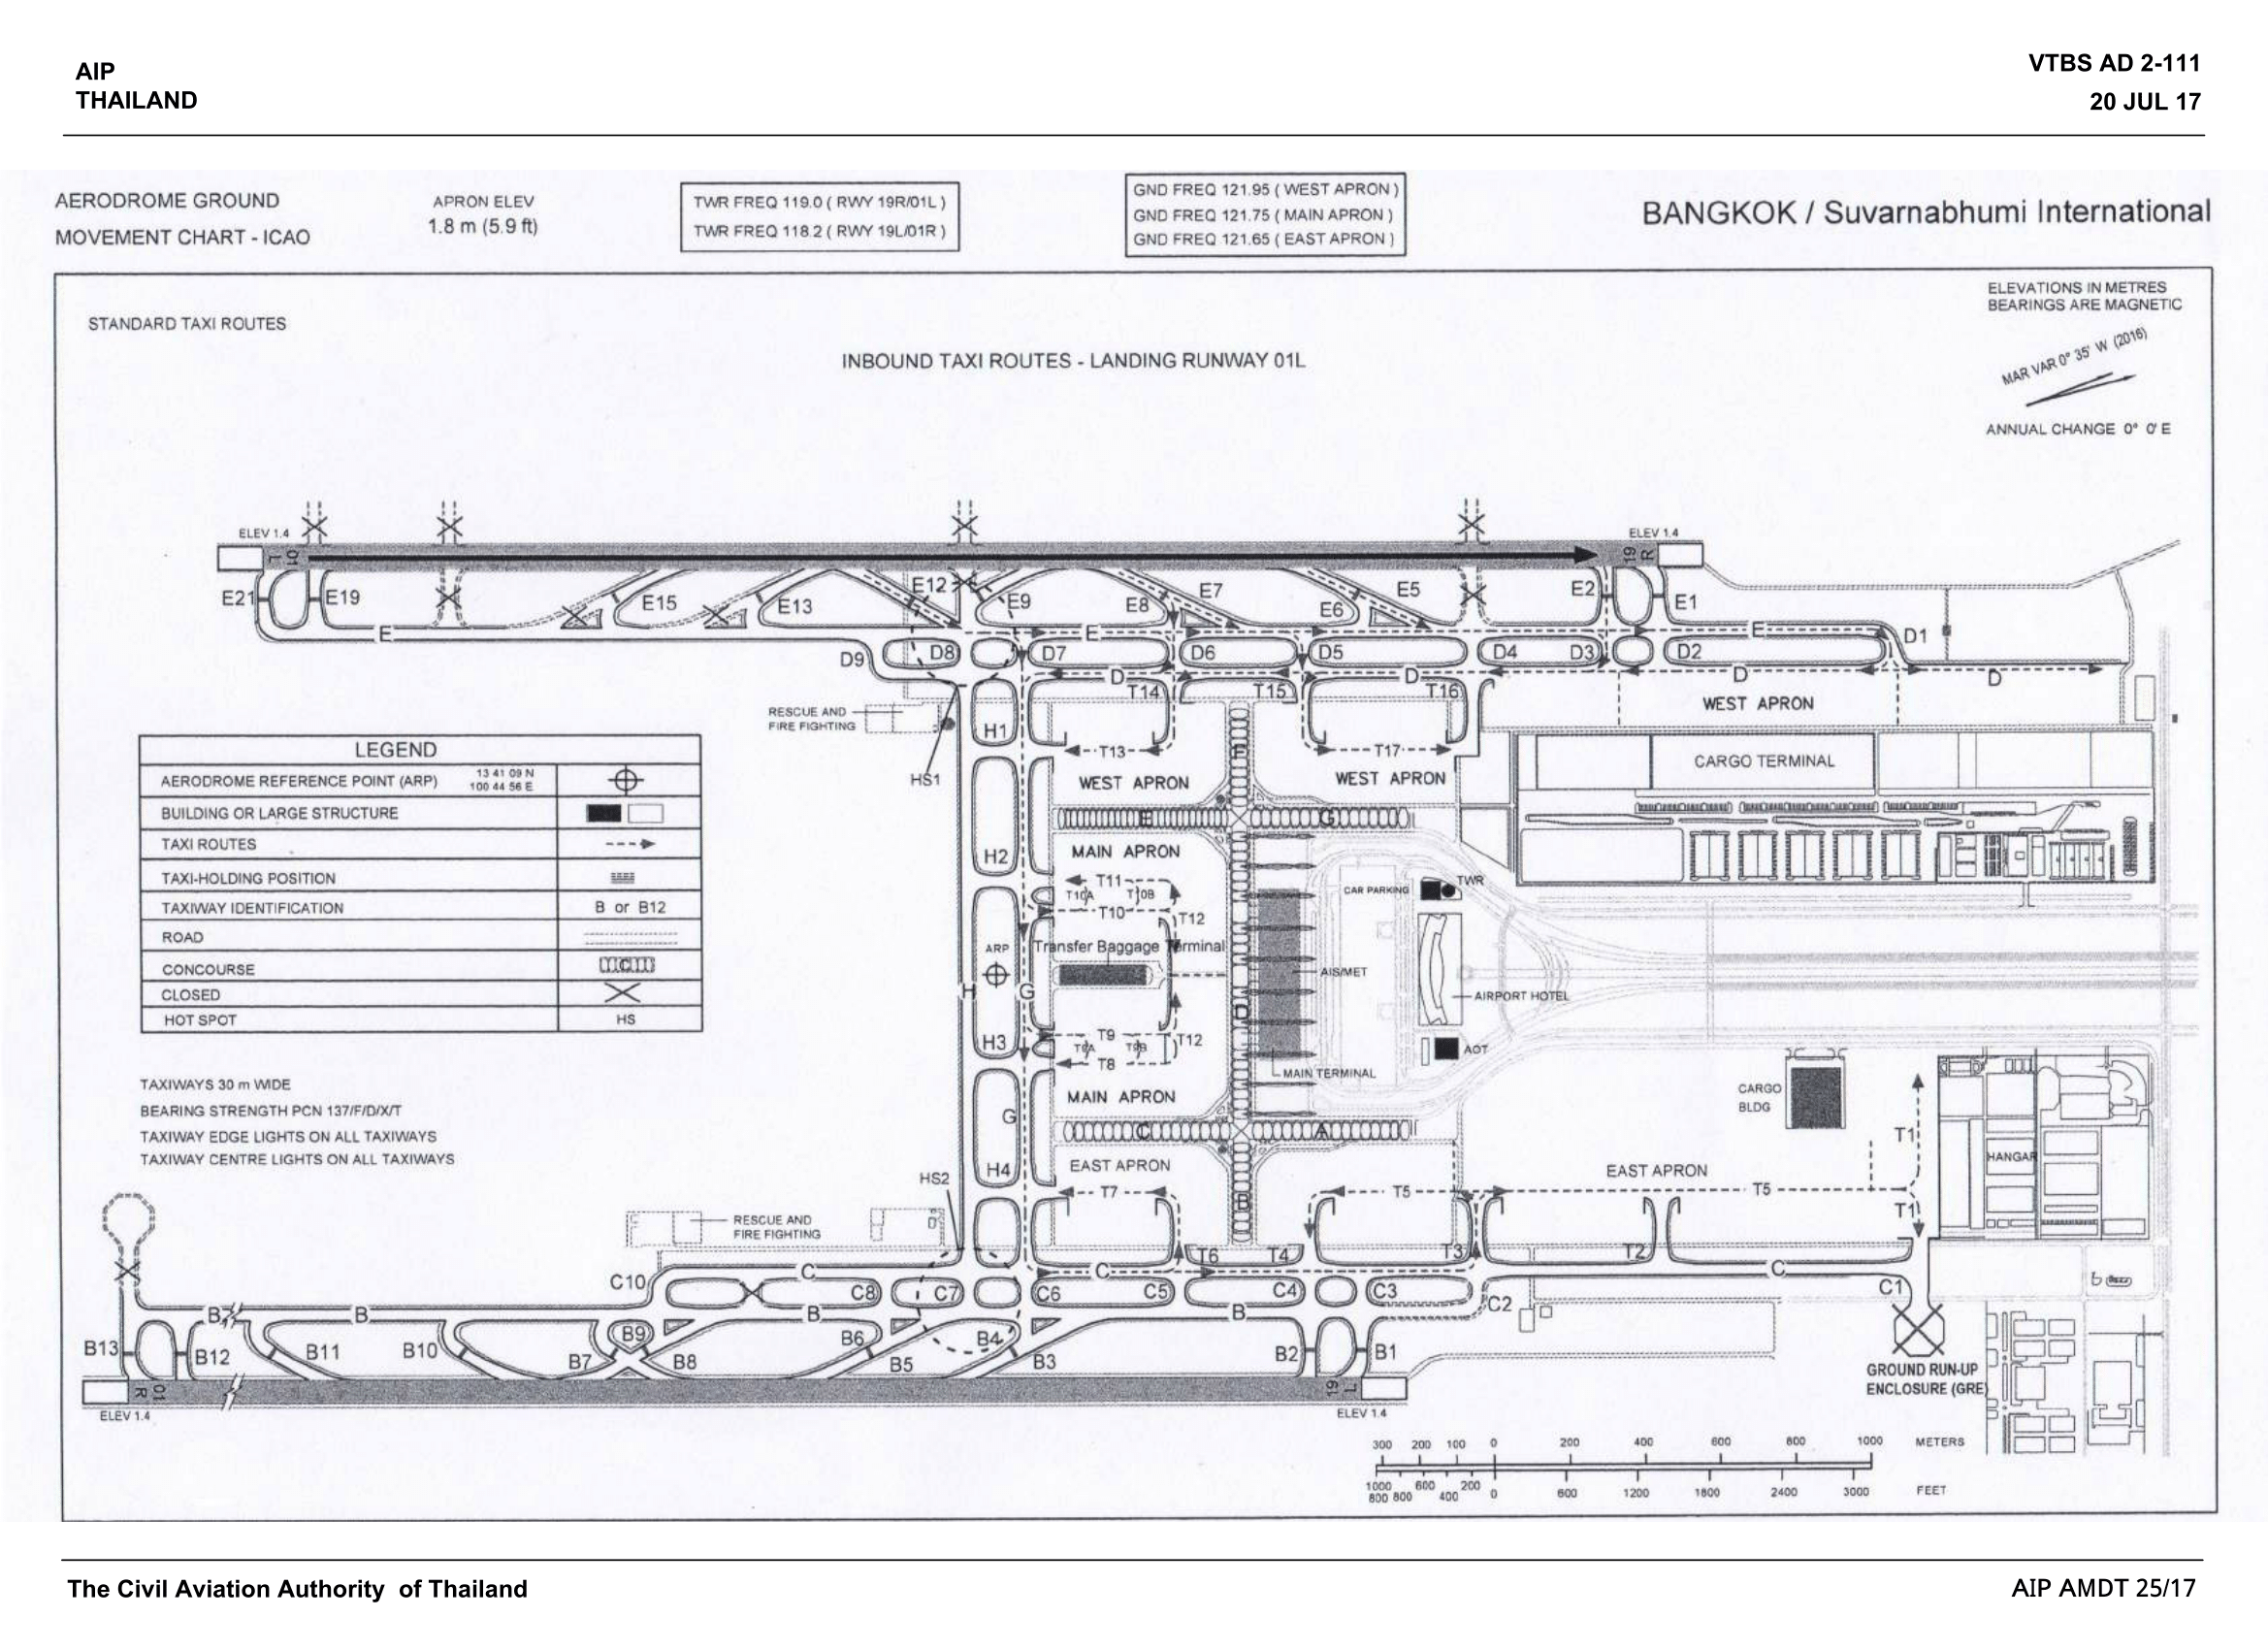 AIP
THAILAND
VTBS AD 2-111
20 JUL 17
AERODROME GROUND
MOVEMENT CHART - ICAO
APRON ELEV
1.8 m (5.9 ft)
TWR FREQ 119.0 ( RWY 19R/01L )
TWR FREQ 118.2 ( RWY 19L/01R )
GND FREQ 121.95 ( WEST APRON )
GND FREQ 121.75 ( MAIN APRON )
GND FREQ 121.65 ( EAST APRON )
BANGKOK / Suvarnabhumi International
ELEVATIONS IN METRES
BEARINGS ARE MAGNETIC
STANDARD TAXI ROUTES
INBOUND TAXI ROUTES - LANDING RUNWAY 01L
MAR VAR 0° 35' W (2016)
ANNUAL CHANGE 0° 0' E
ELEV 1.4
01 L
ELEV 1.4
19 R
E21
E19
E15
E13
E12
E9
E8
E7
E6
E5
E2
E1
E
E
E
D1
D9
D8
D7
D6
D5
D4
D3
D2
D
D
D
D
T14
T15
T16
WEST APRON
RESCUE AND
FIRE FIGHTING
H1
HS1
T13
T17
F
WEST APRON
WEST APRON
CARGO TERMINAL
LEGEND
AERODROME REFERENCE POINT (ARP) 13 41 09 N
100 44 56 E
BUILDING OR LARGE STRUCTURE
TAXI ROUTES
TAXI-HOLDING POSITION
TAXIWAY IDENTIFICATION B or B12
ROAD
CONCOURSE C
CLOSED
HOT SPOT HS
E
G
H2
MAIN APRON
T11
T10A
T10B
T10
T12
CAR PARKING
TWR
ARP
Transfer Baggage Terminal
AIS/MET
AIRPORT HOTEL
H
G
D
H3
T9
T9A
T9B
T12
T8
AOT
MAIN TERMINAL
MAIN APRON
CARGO
BLDG
TAXIWAYS 30 m WIDE
BEARING STRENGTH PCN 137/F/D/X/T
TAXIWAY EDGE LIGHTS ON ALL TAXIWAYS
TAXIWAY CENTRE LIGHTS ON ALL TAXIWAYS
G
C
A
T1
HANGAR
H4
EAST APRON
EAST APRON
HS2
T7
B
T5
T5
T1
RESCUE AND
FIRE FIGHTING
T6
T4
T3
T2
C10
C
C8
C7
C
C6
C5
C4
C3
C2
C
C1
B
B
B
B
B13
B12
B11
B10
B9
B7
B8
B6
B5
B4
B3
B2
B1
01 R
19 L
ELEV 1.4
ELEV 1.4
GROUND RUN-UP
ENCLOSURE (GRE)
300 200 100 0 200 400 600 800 1000 METERS
1000 600 200
800 800 400 0 600 1200 1800 2400 3000 FEET
The Civil Aviation Authority of Thailand
AIP AMDT 25/17